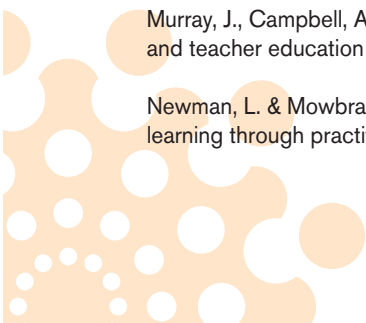 Murray, J., Campbell, A
and teacher education
Newman, L. & Mowbra
learning through practi